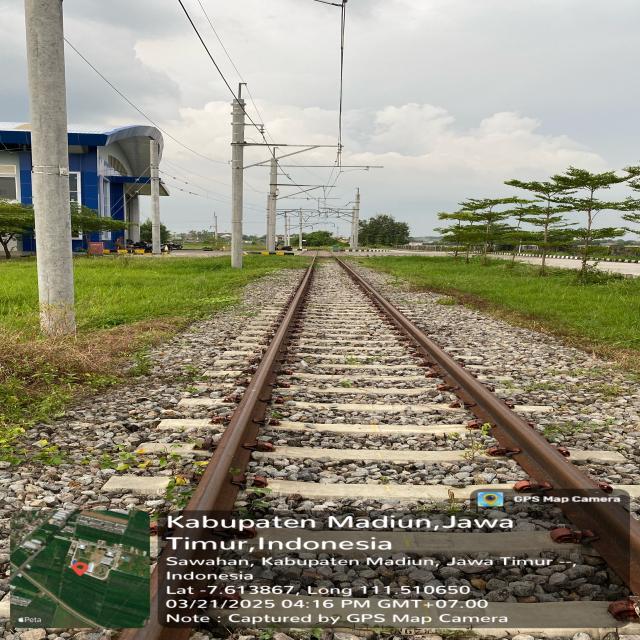 GPS Map Camera
Kabupaten Madiun,Jawa
Timur,Indonesia
Sawahan, Kabupaten Madiun, Jawa Timur --,
Indonesia
Lat -7.613867, Long 111.510650
03/21/2025 04:16 PM GMT+07:00
Note : Captured by GPS Map Camera
Peta